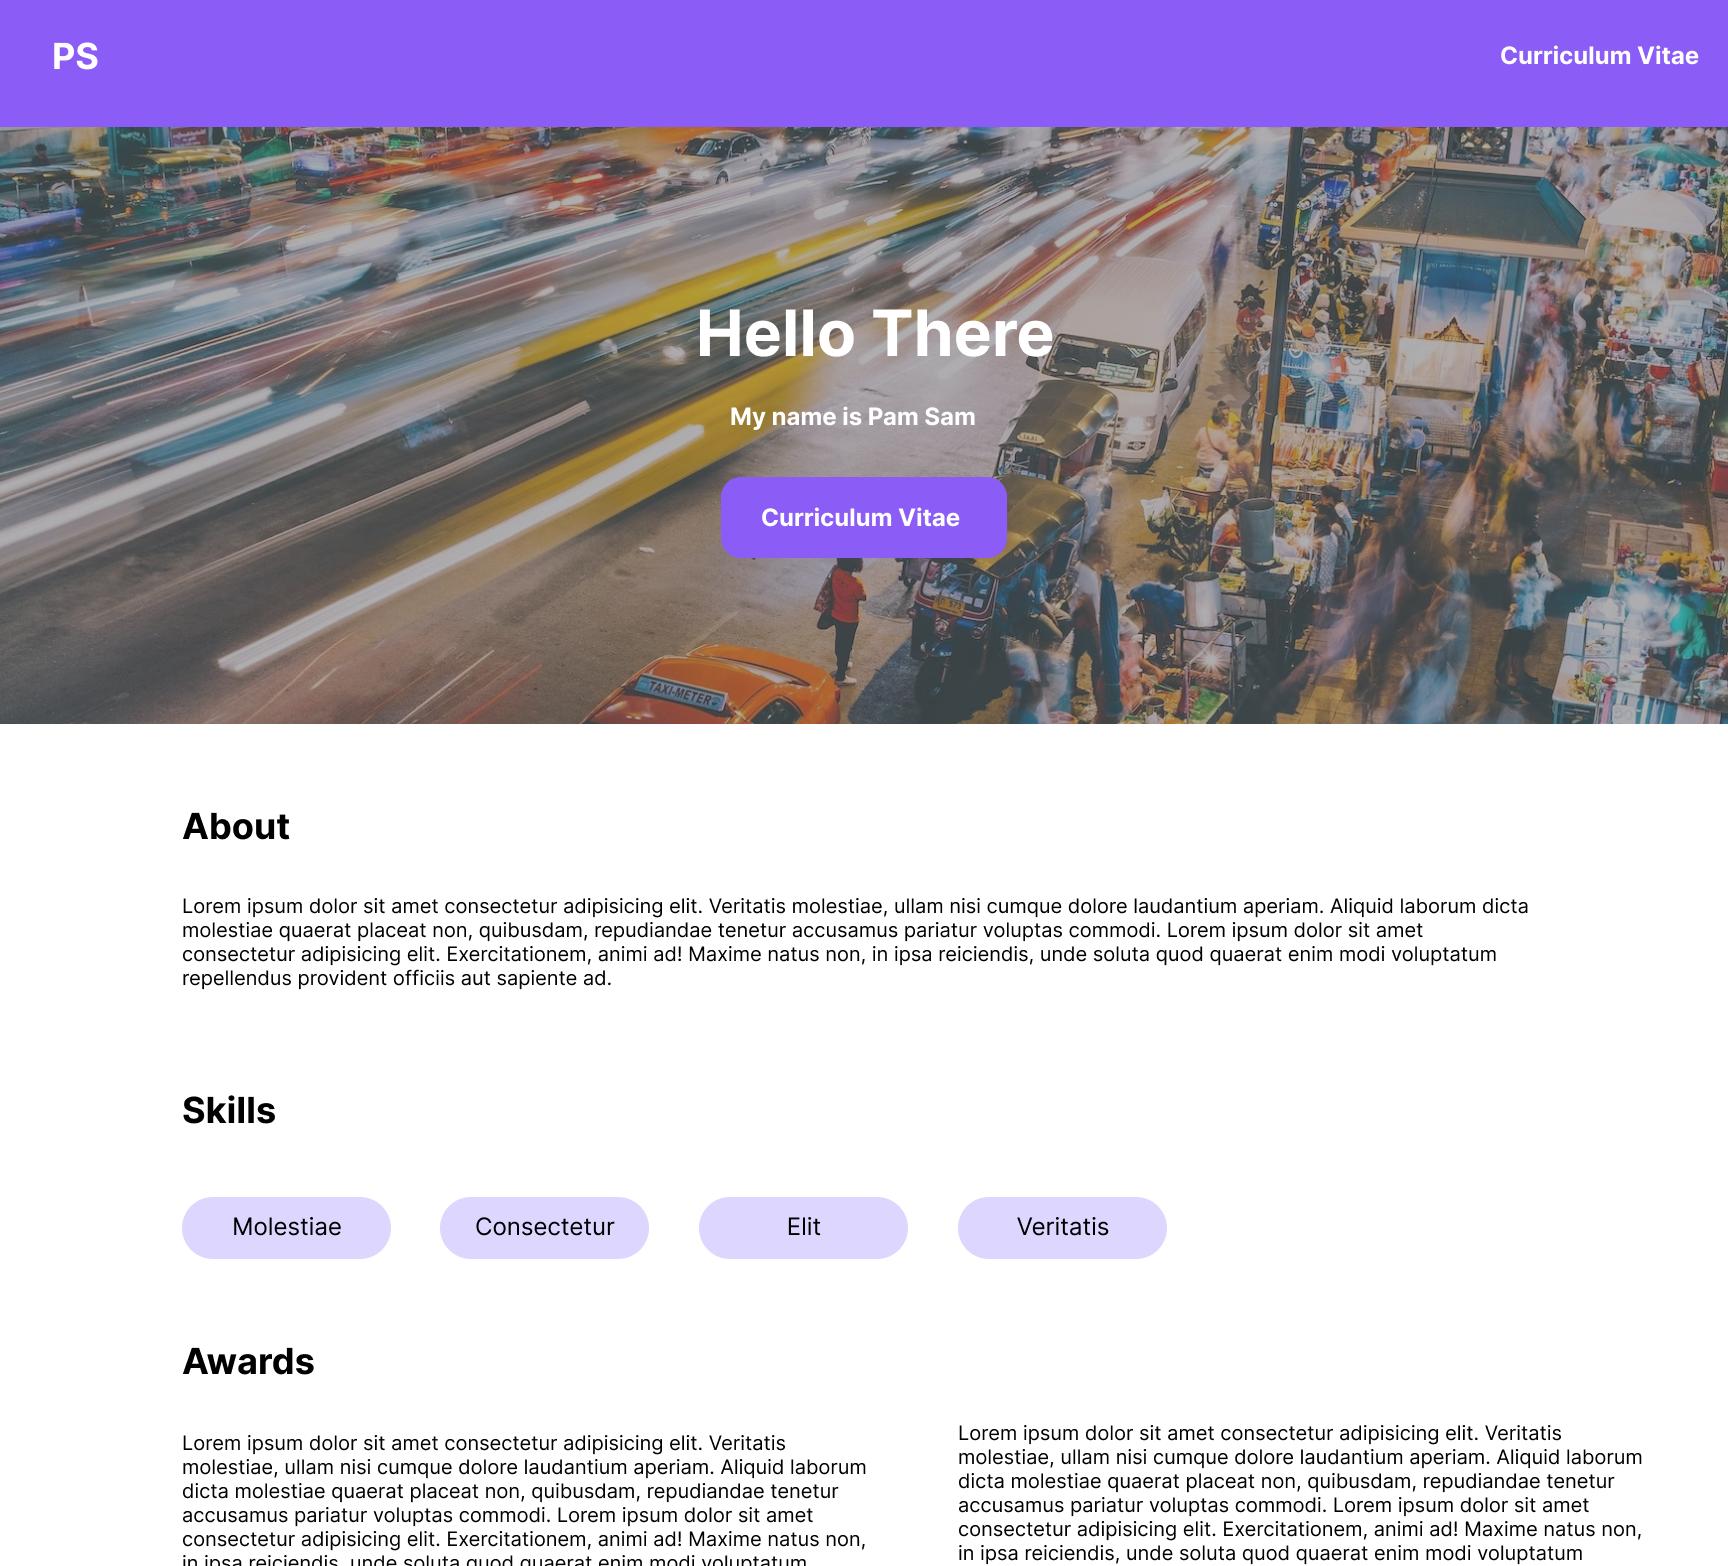 PS
Curriculum Vitae
Hello There
My name is Pam Sam
Curriculum Vitae
TAXI-METER
About
Lorem ipsum dolor sit amet consectetur adipisicing elit. Veritatis molestiae, ullam nisi cumque dolore laudantium aperiam. Aliquid laborum dicta
molestiae quaerat placeat non, quibusdam, repudiandae tenetur accusamus pariatur voluptas commodi. Lorem ipsum dolor sit amet
consectetur adipisicing elit. Exercitationem, animi ad! Maxime natus non, in ipsa reiciendis, unde soluta quod quaerat enim modi voluptatum
repellendus provident officiis aut sapiente ad.
Skills
Molestiae
Consectetur
Elit
Veritatis
Awards
Lorem ipsum dolor sit amet consectetur adipisicing elit. Veritatis
molestiae, ullam nisi cumque dolore laudantium aperiam. Aliquid laborum
dicta molestiae quaerat placeat non, quibusdam, repudiandae tenetur
accusamus pariatur voluptas commodi. Lorem ipsum dolor sit amet
consectetur adipisicing elit. Exercitationem, animi ad! Maxime natus non,
in ipsa reiciendis, unde soluta quod quaerat enim modi voluptatum
Lorem ipsum dolor sit amet consectetur adipisicing elit. Veritatis
molestiae, ullam nisi cumque dolore laudantium aperiam. Aliquid laborum
dicta molestiae quaerat placeat non, quibusdam, repudiandae tenetur
accusamus pariatur voluptas commodi. Lorem ipsum dolor sit amet
consectetur adipisicing elit. Exercitationem, animi ad! Maxime natus non,
in ipsa reiciendis, unde soluta quod quaerat enim modi voluptatum